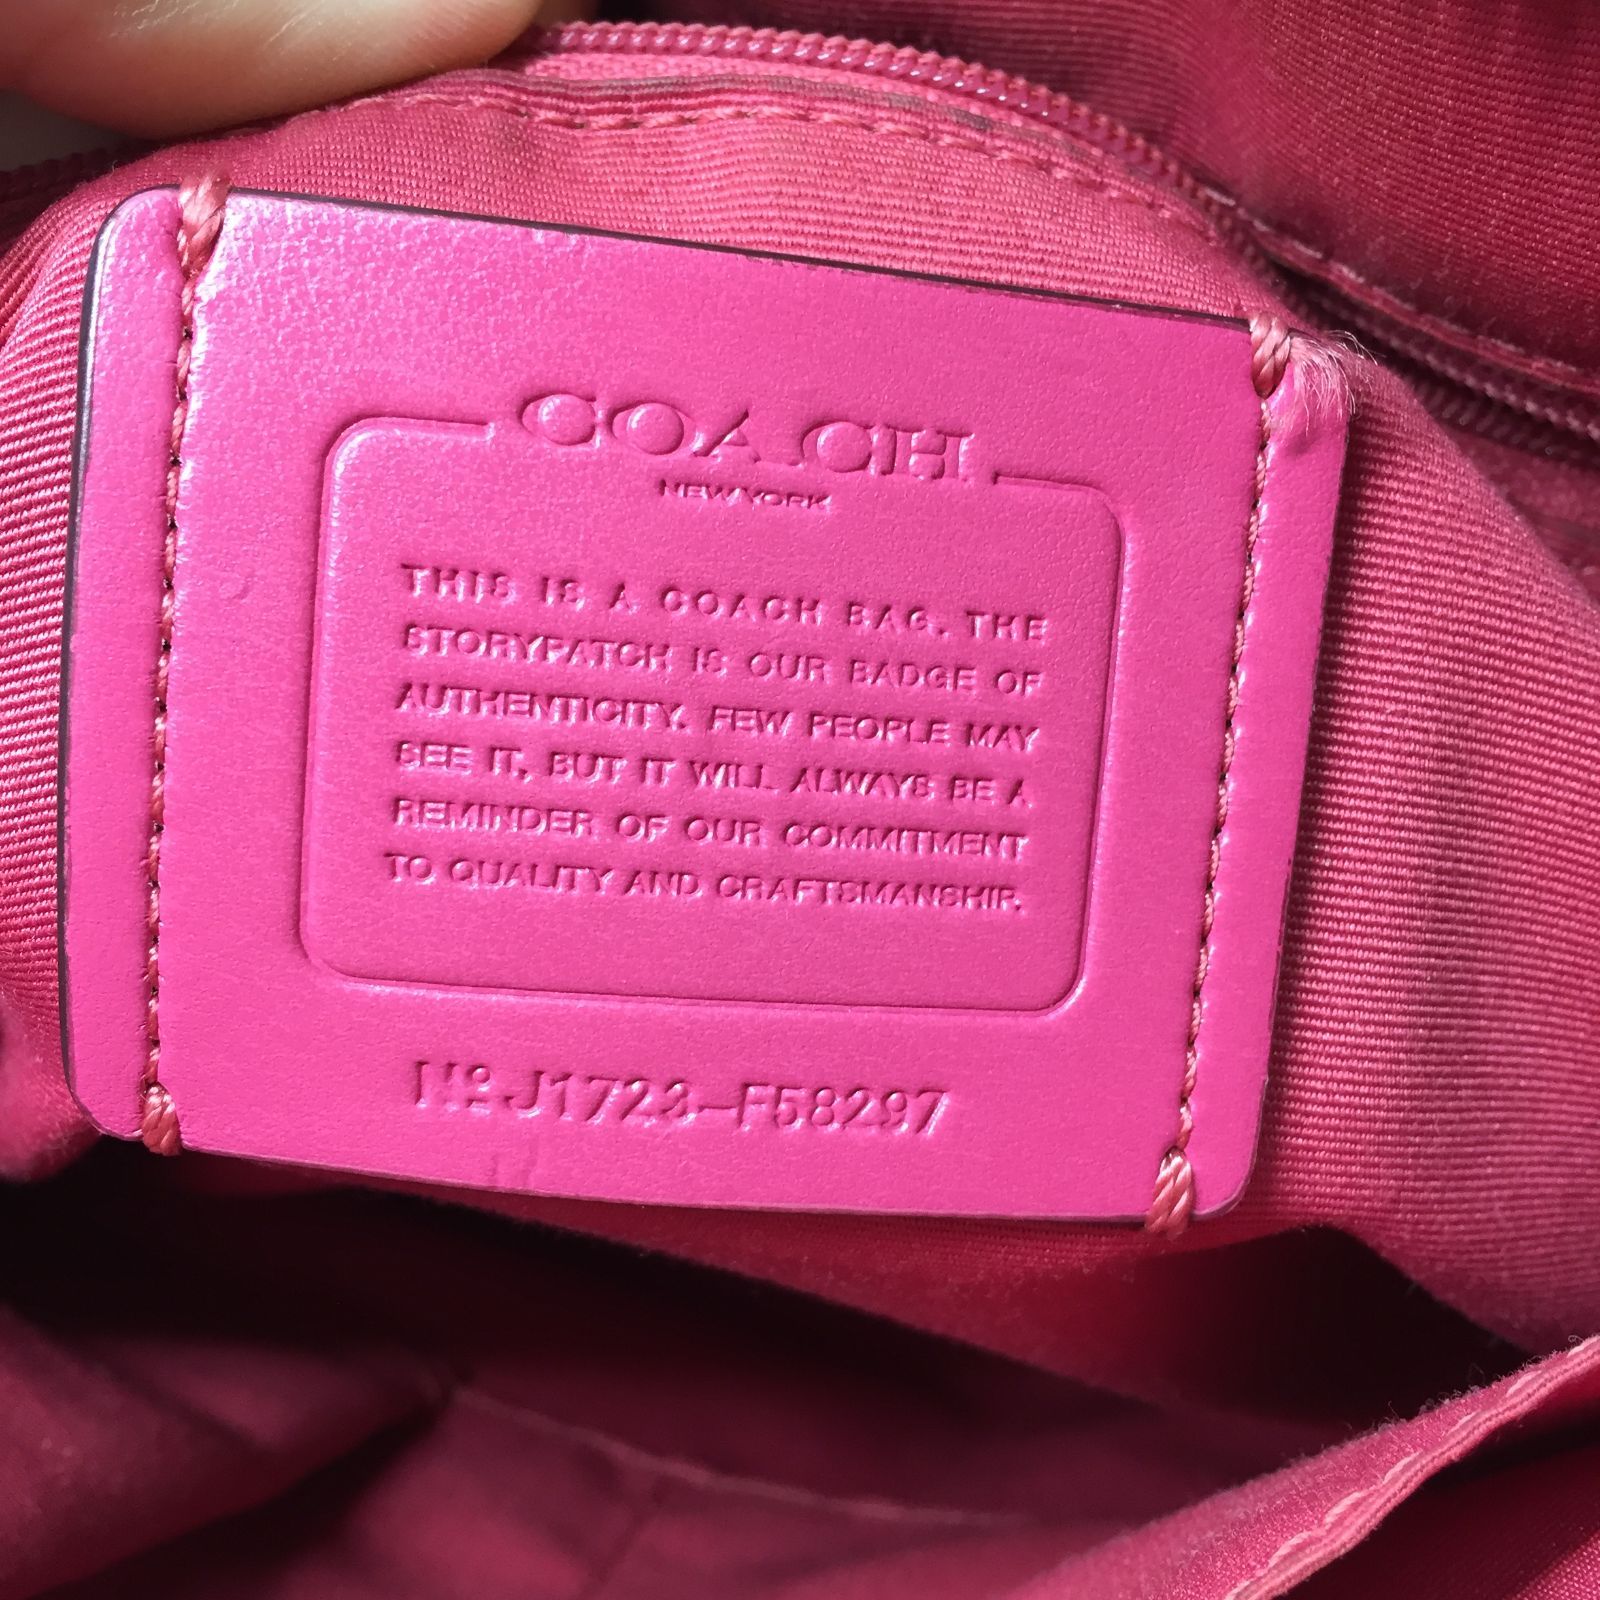 COACH
NEW YORK
THIS IS A COACH BAG. THE
STORYPATCH IS OUR BADGE OF
AUTHENTICITY. FEW PEOPLE MAY
SEE IT, BUT IT WILL ALWAYS BE A
REMINDER OF OUR COMMITMENT
TO QUALITY AND CRAFTSMANSHIP.
Nº J1723-F58297